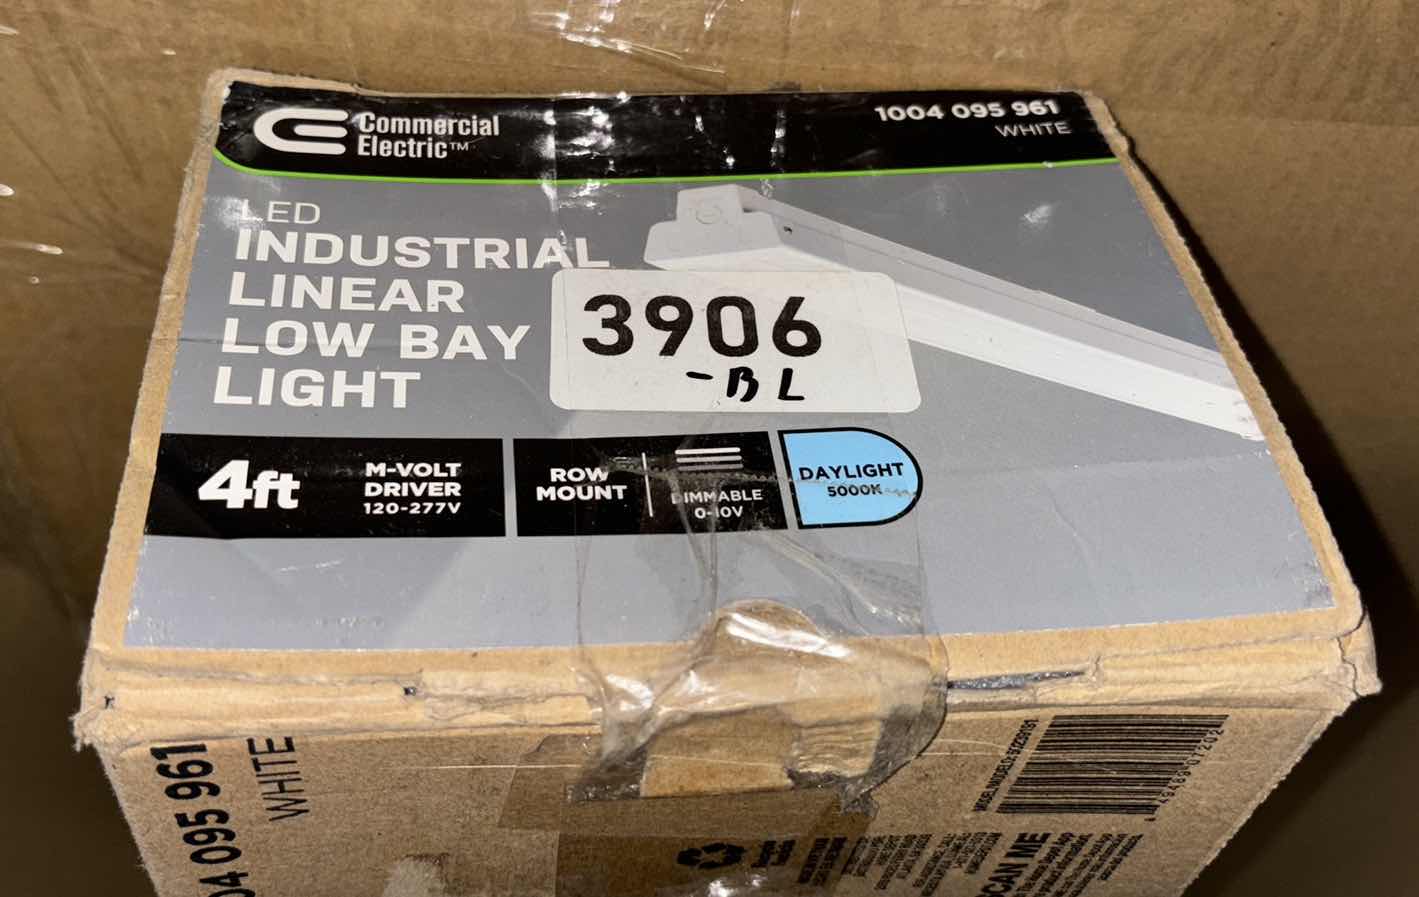 Commercial
Electric™
1004 095 961
WHITE
LED
INDUSTRIAL
LINEAR
LOW BAY
LIGHT
3906
-BL
4ft
M-VOLT
DRIVER
120-277V
ROW
MOUNT
DIMMABLE
0-10V
DAYLIGHT
5000K
04 095 961
WHITE
SCAN ME